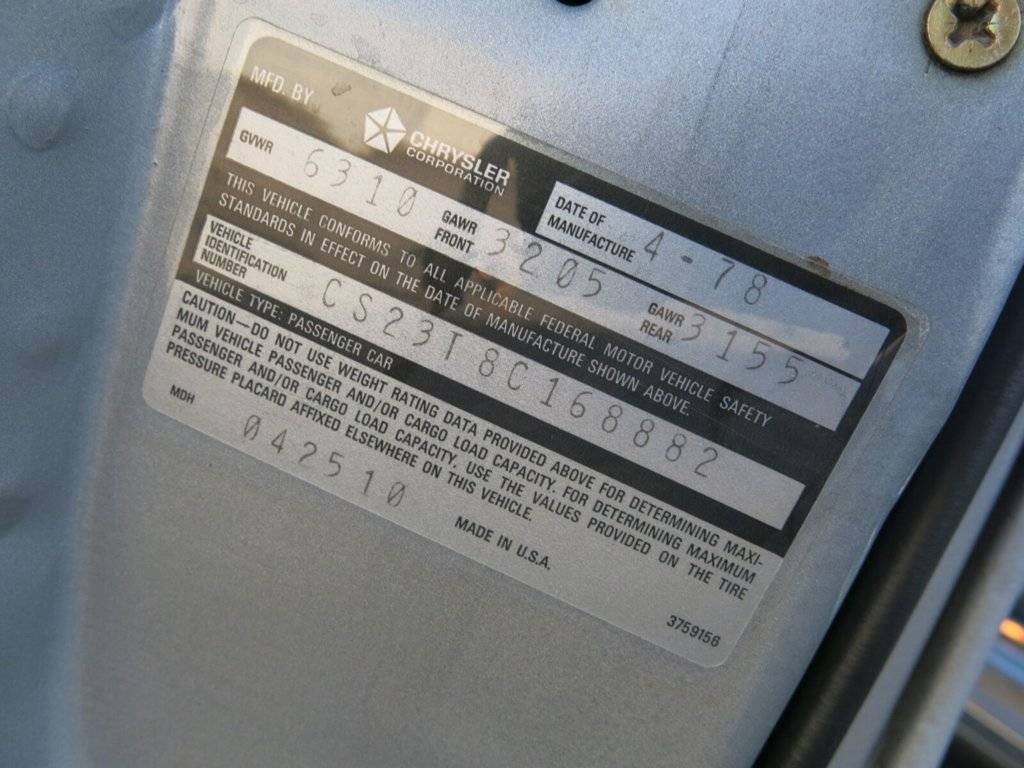 MFD. BY
CHRYSLER
CORPORATION
DATE OF
MANUFACTURE 4-78
GVWR 6310
GAWR
FRONT 3205
GAWR
REAR 3155
THIS VEHICLE CONFORMS TO ALL APPLICABLE FEDERAL MOTOR VEHICLE SAFETY
STANDARDS IN EFFECT ON THE DATE OF MANUFACTURE SHOWN ABOVE.
VEHICLE
IDENTIFICATION
NUMBER
CS23T8C168882
VEHICLE TYPE: PASSENGER CAR
CAUTION—DO NOT USE WEIGHT RATING DATA PROVIDED ABOVE FOR DETERMINING MAXI-
MUM VEHICLE PASSENGER AND/OR CARGO LOAD CAPACITY. FOR DETERMINING MAXIMUM
PASSENGER AND/OR CARGO LOAD CAPACITY, USE THE VALUES PROVIDED ON THE TIRE
PRESSURE PLACARD AFFIXED ELSEWHERE ON THIS VEHICLE.
MDH
042510
MADE IN U.S.A.
3759156